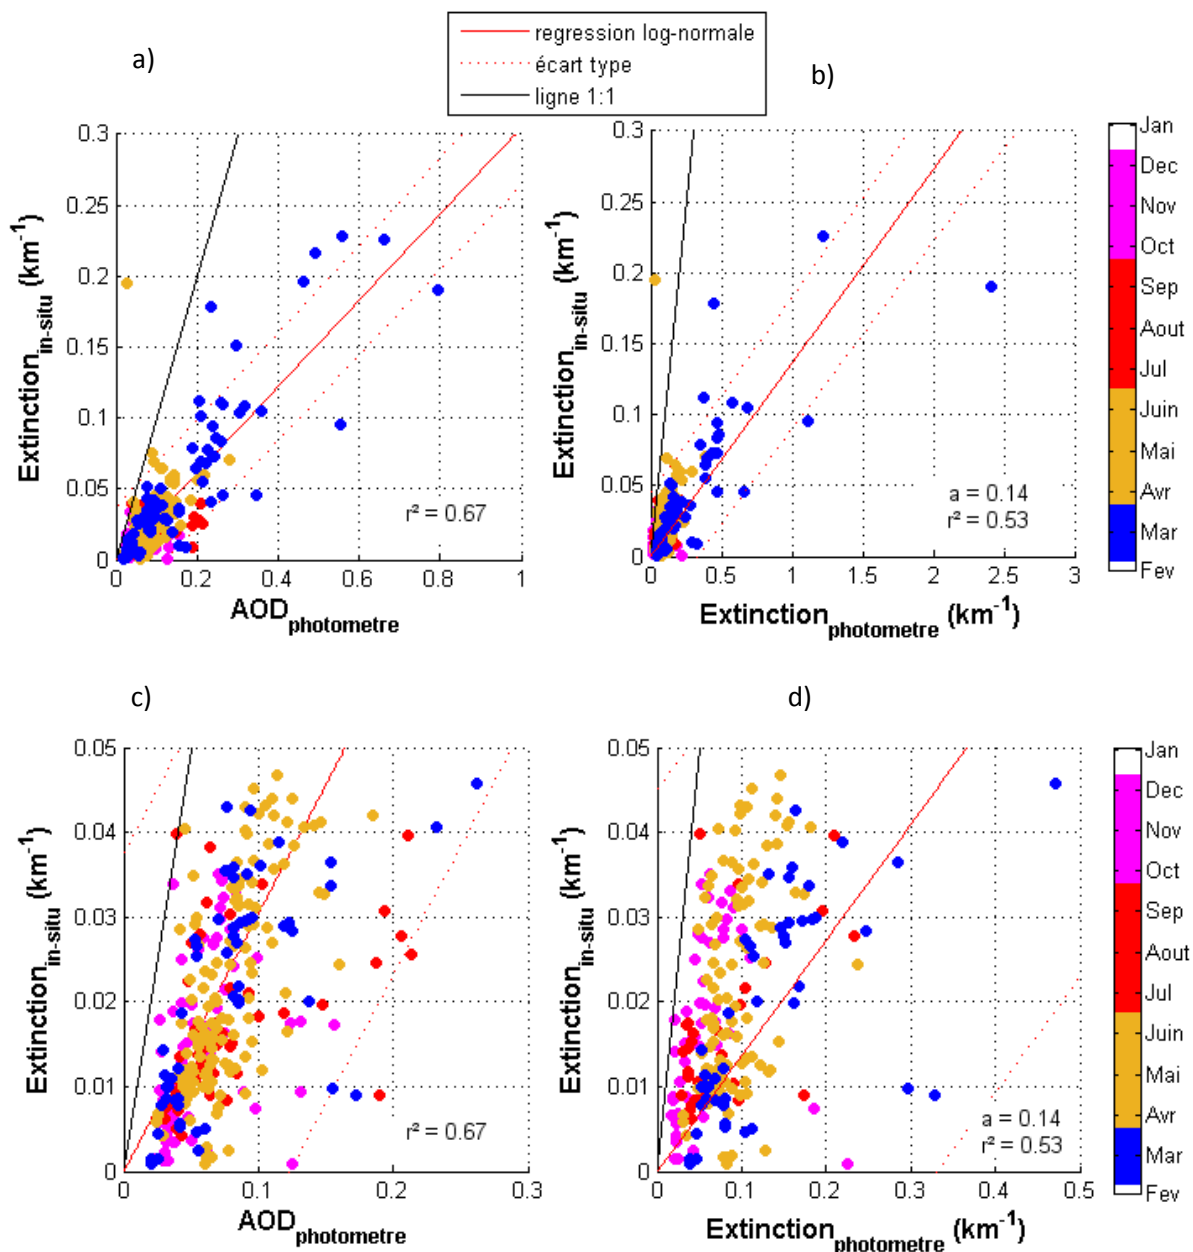 regression log-normale
écart type
ligne 1:1
a)
b)
0.3
0.25
0.2
0.15
0.1
0.05
0
0
0.2
0.4
0.6
0.8
1
Extinction in-situ (km-1)
AOD photometre
r² = 0.67
0.3
0.25
0.2
0.15
0.1
0.05
0
0
0.5
1
1.5
2
2.5
3
Extinction in-situ (km-1)
Extinction photometre (km-1)
a = 0.14
r² = 0.53
Jan
Dec
Nov
Oct
Sep
Aout
Jul
Juin
Mai
Avr
Mar
Fev
c)
d)
0.05
0.04
0.03
0.02
0.01
0
0
0.1
0.2
0.3
Extinction in-situ (km-1)
AOD photometre
r² = 0.67
0.05
0.04
0.03
0.02
0.01
0
0
0.1
0.2
0.3
0.4
0.5
Extinction in-situ (km-1)
Extinction photometre (km-1)
a = 0.14
r² = 0.53
Jan
Dec
Nov
Oct
Sep
Aout
Jul
Juin
Mai
Avr
Mar
Fev